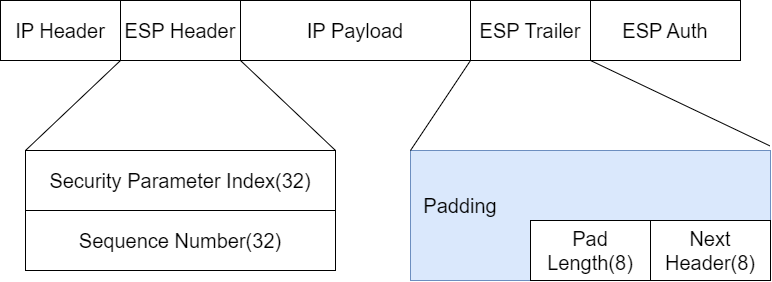 IP Header
ESP Header
IP Payload
ESP Trailer
ESP Auth
Security Parameter Index(32)
Sequence Number(32)
Padding
Pad
Length(8)
Next
Header(8)